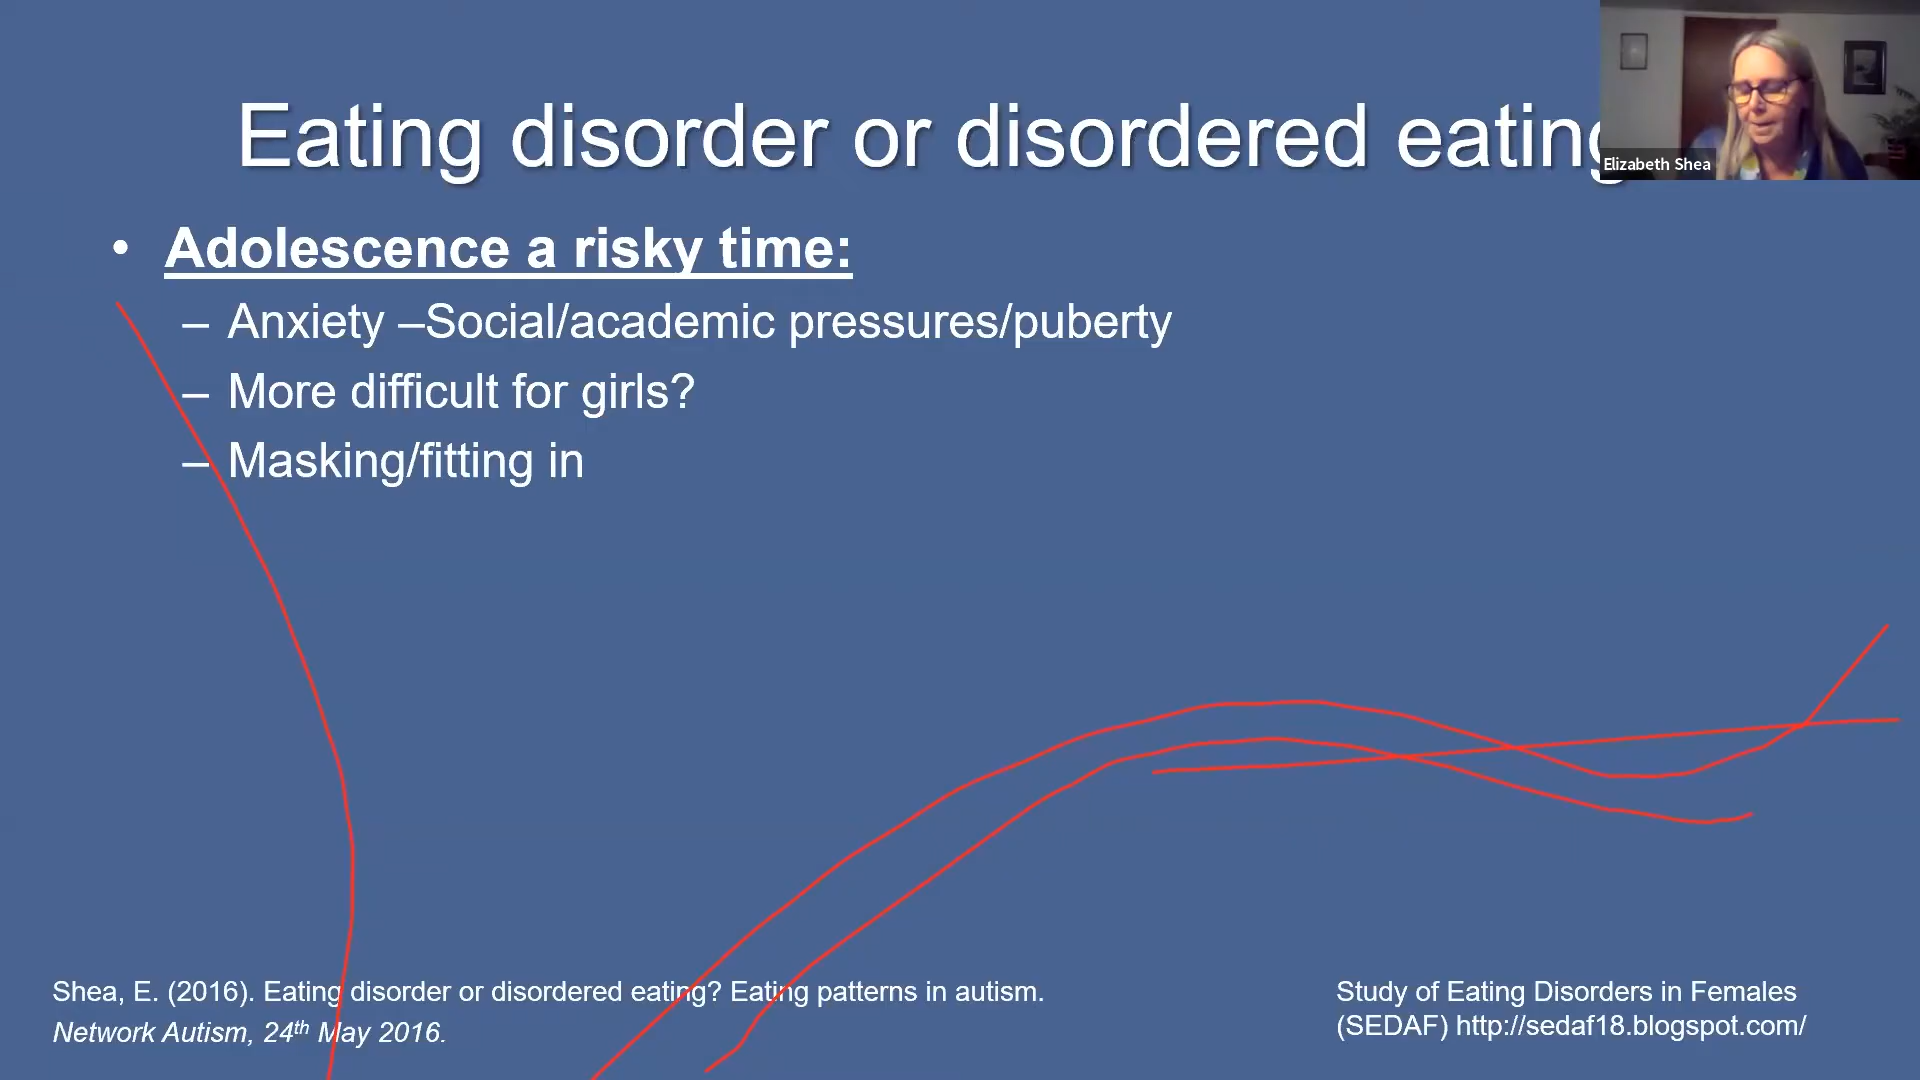 Eating disorder or disordered eating
Elizabeth Shea
• Adolescence a risky time:
– Anxiety –Social/academic pressures/puberty
– More difficult for girls?
– Masking/fitting in
Shea, E. (2016). Eating disorder or disordered eating? Eating patterns in autism.
Network Autism, 24th May 2016.
Study of Eating Disorders in Females
(SEDAF) http://sedaf18.blogspot.com/